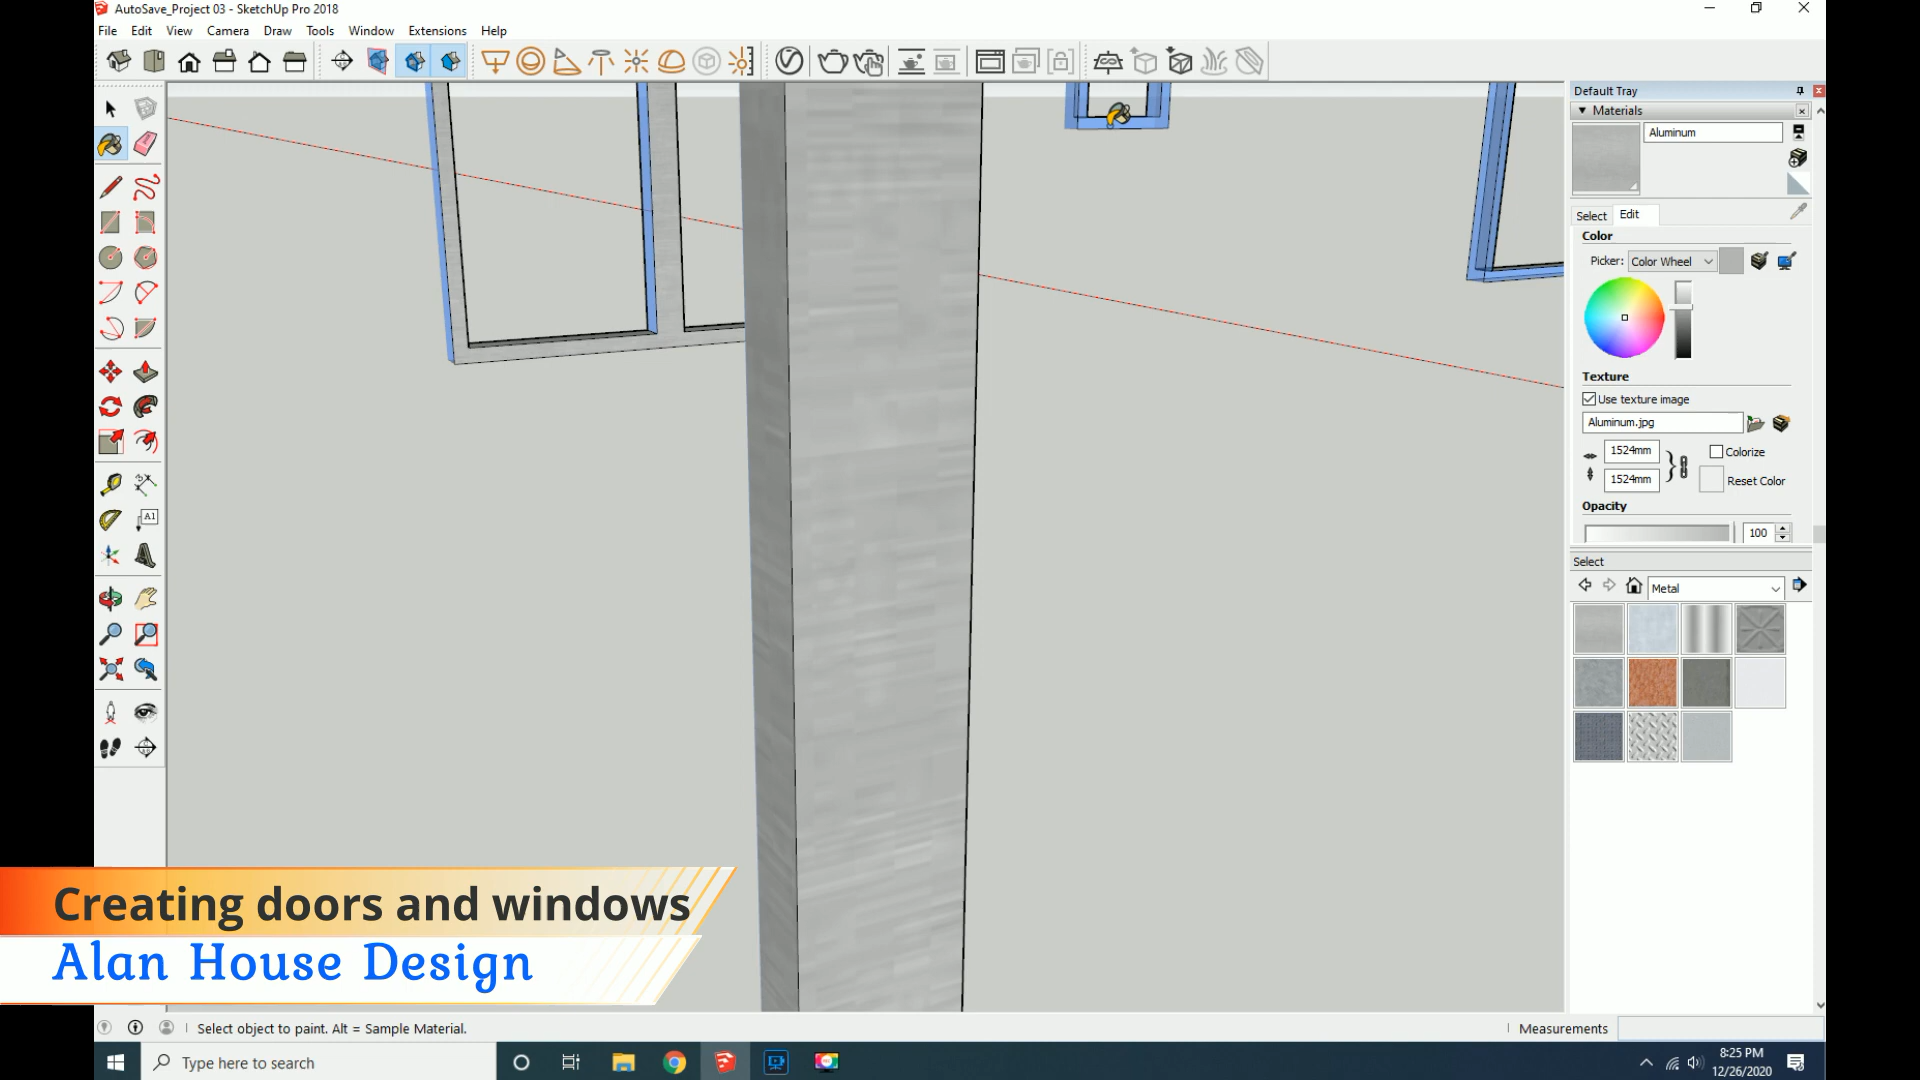 AutoSave_Project 03 - SketchUp Pro 2018
File Edit View Camera Draw Tools Window Extensions Help
Default Tray
Materials
Aluminum
Select Edit
Color
Picker: Color Wheel
Texture
Use texture image
Aluminum.jpg
1524mm
Colorize
1524mm
Reset Color
Opacity
100
Select
Metal
A1
Creating doors and windows
Alan House Design
Select object to paint. Alt = Sample Material.
Measurements
Type here to search
8:25 PM
12/26/2020